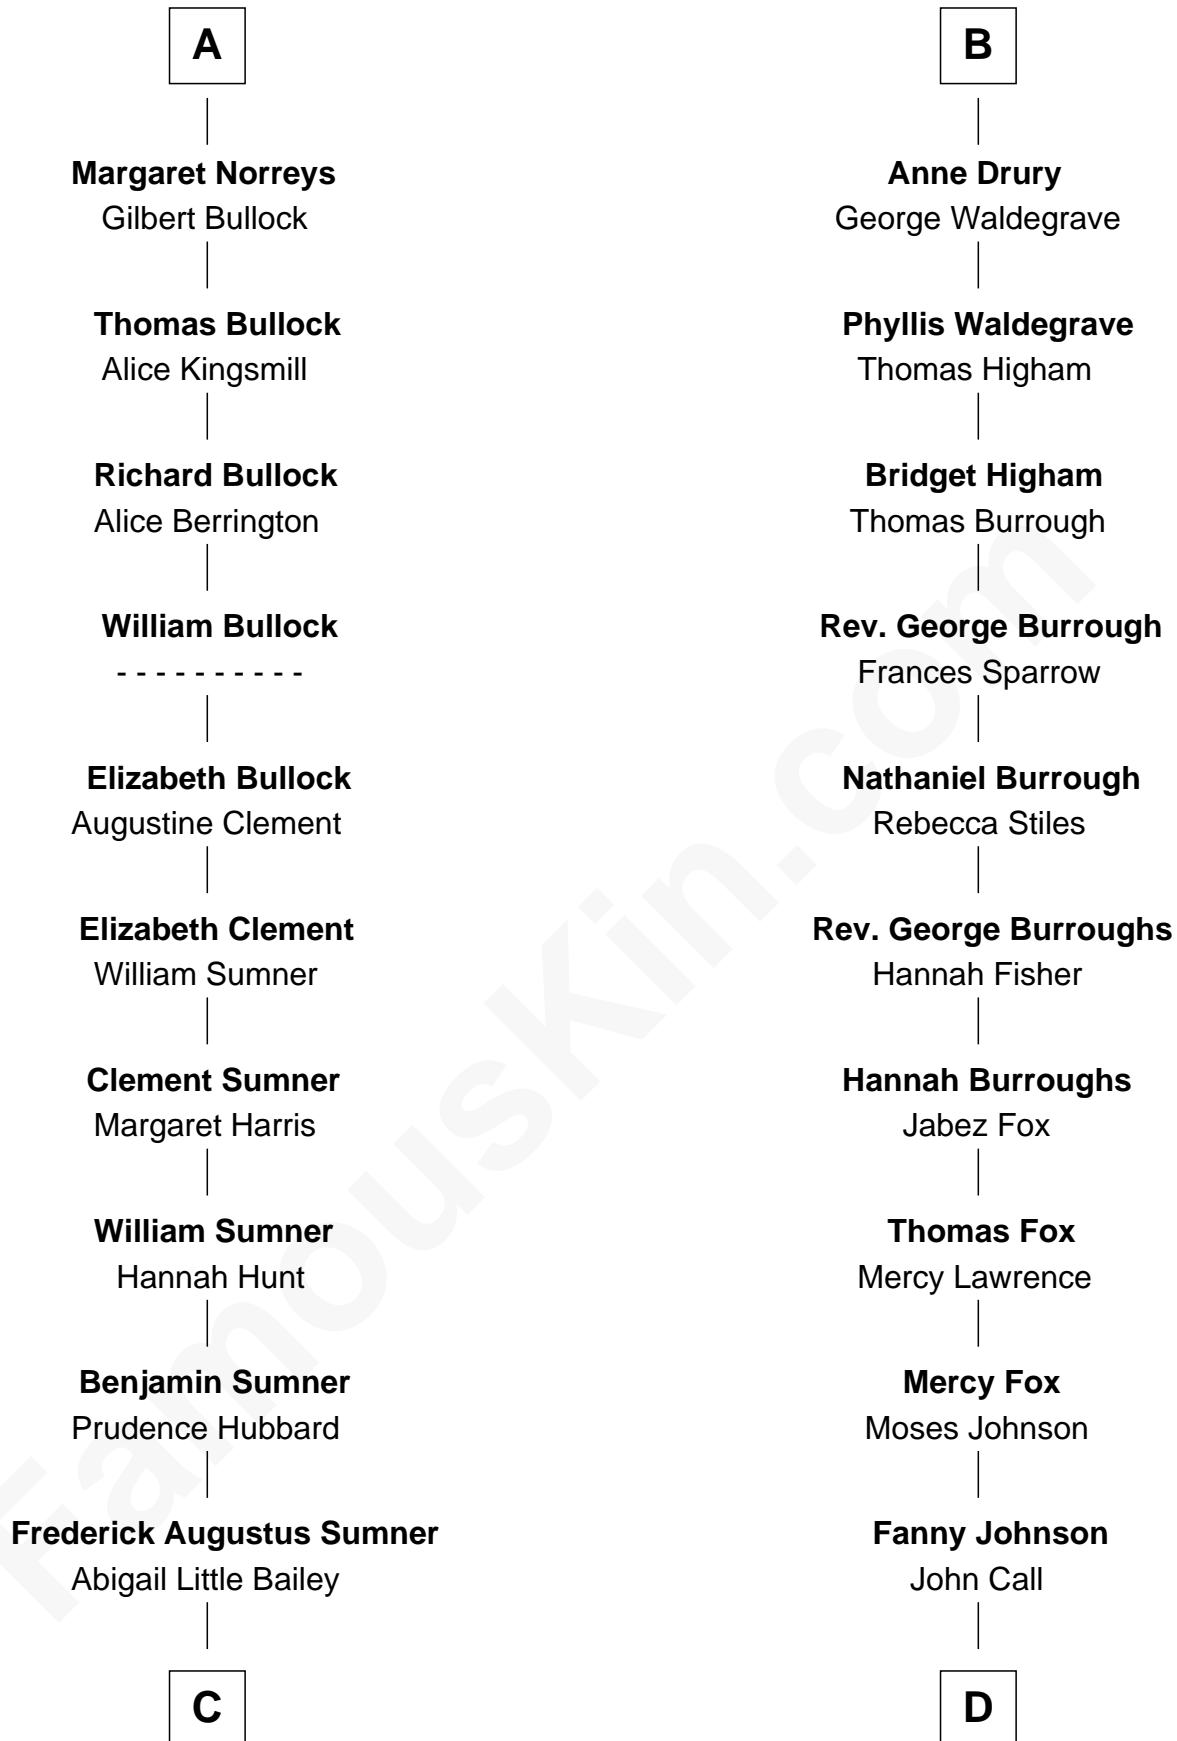 A
Margaret Norreys
Gilbert Bullock
Thomas Bullock
Alice Kingsmill
Richard Bullock
Alice Berrington
William Bullock
- - - - - - - - - -
Elizabeth Bullock
Augustine Clement
Elizabeth Clement
William Sumner
Clement Sumner
Margaret Harris
William Sumner
Hannah Hunt
Benjamin Sumner
Prudence Hubbard
Frederick Augustus Sumner
Abigail Little Bailey
C
B
Anne Drury
George Waldegrave
Phyllis Waldegrave
Thomas Higham
Bridget Higham
Thomas Burrough
Rev. George Burrough
Frances Sparrow
Nathaniel Burrough
Rebecca Stiles
Rev. George Burroughs
Hannah Fisher
Hannah Burroughs
Jabez Fox
Thomas Fox
Mercy Lawrence
Mercy Fox
Moses Johnson
Fanny Johnson
John Call
D
FamousKin.com